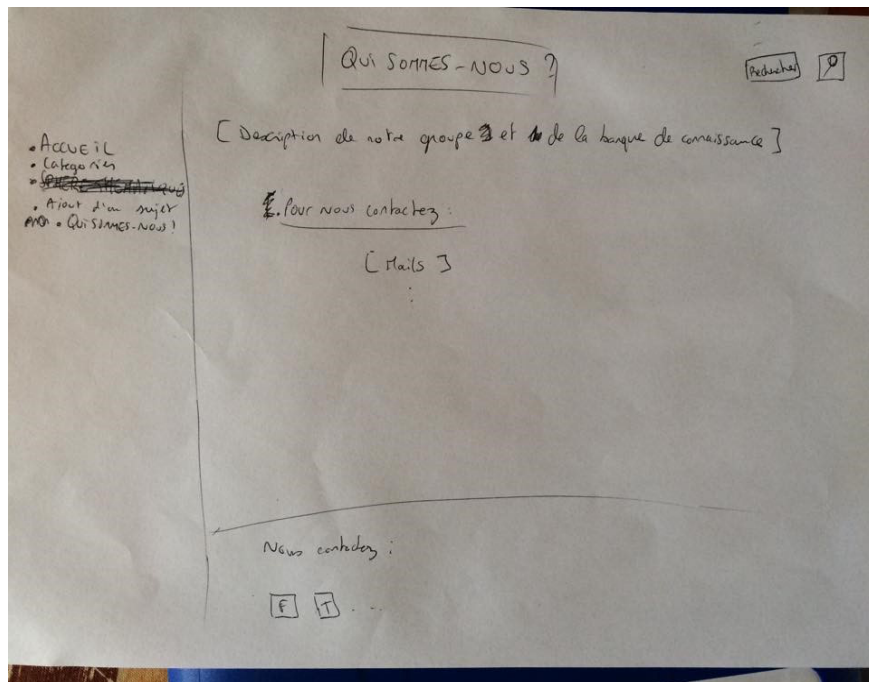 QUI SOMMES-NOUS ?
Rechercher
[ Description de notre groupe et de la banque de connaissance ]
• ACCUEIL
• Categories
• Ajout d'un sujet
• QUI SOMMES-NOUS !
. Pour nous contactez :
[ Mails ]
Nous contactez :
F T . . .